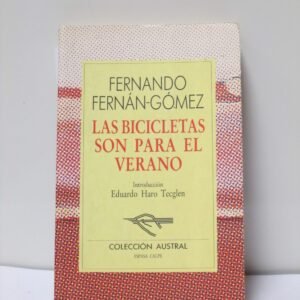 FERNANDO
FERNÁN-GÓMEZ
LAS BICICLETAS
SON PARA EL
VERANO
Introducción
Eduardo Haro Tecglen
COLECCIÓN AUSTRAL
ESPASA CALPE